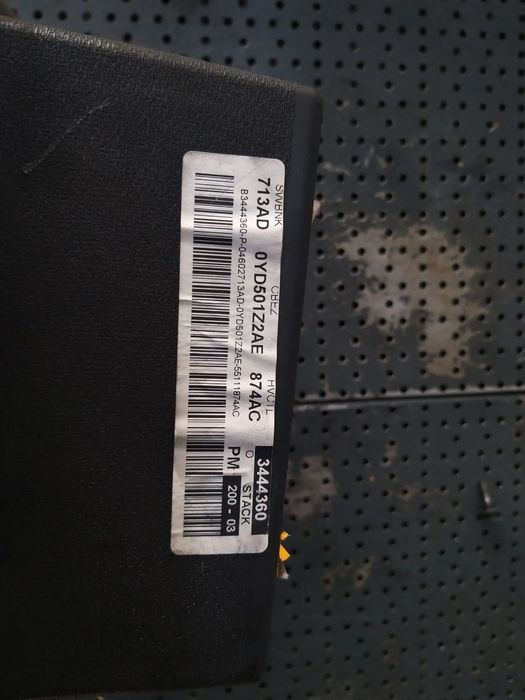 SWBNK CBEZ HVCTL O 3444360
713AD 0YD501Z2AE 874AC PM STACK
B3444360-P-04602713AD-0YD501Z2AE-55111874AC 200 - 03